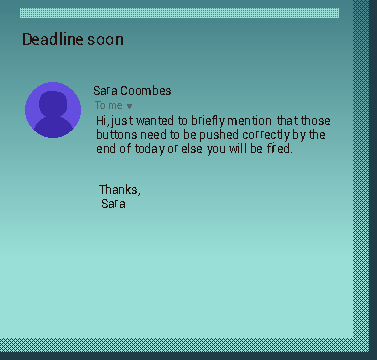 Deadline soon
Sara Coombes
To me ▼
Hi, just wanted to briefly mention that those
buttons need to be pushed correctly by the
end of today or else you will be fired.
Thanks,
Sara